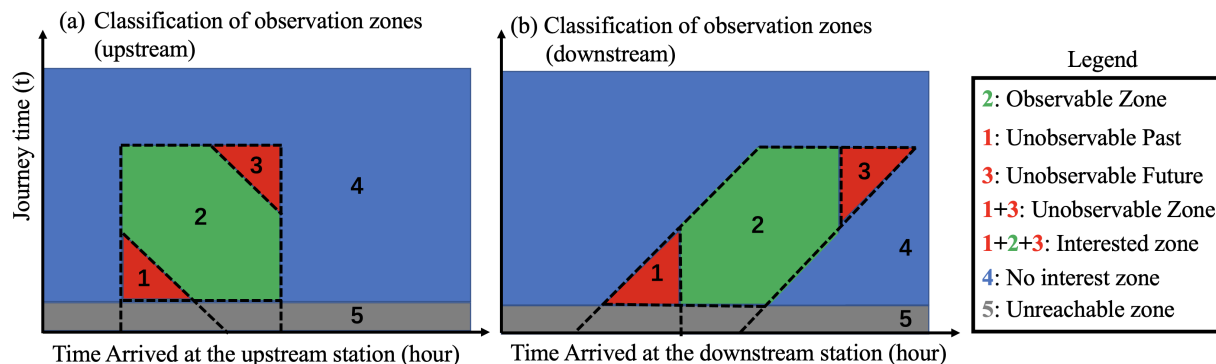 (a) Classification of observation zones
(upstream)
Journey time (t)
3
4
2
1
5
Time Arrived at the upstream station (hour)
(b) Classification of observation zones
(downstream)
3
2
4
1
5
Time Arrived at the downstream station (hour)
Legend
2: Observable Zone
1: Unobservable Past
3: Unobservable Future
1+3: Unobservable Zone
1+2+3: Interested zone
4: No interest zone
5: Unreachable zone